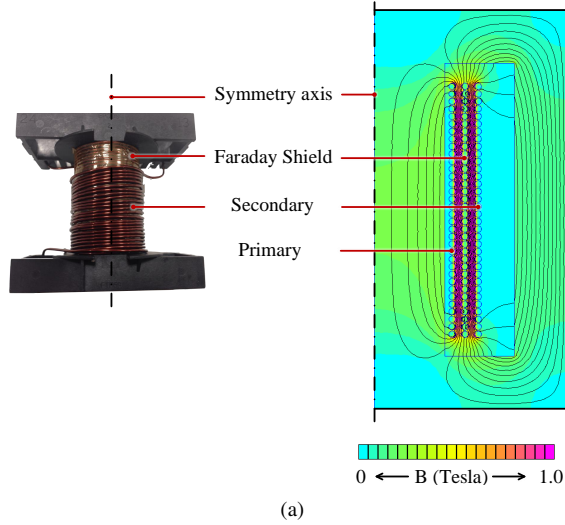 Symmetry axis
Faraday Shield
Secondary
Primary
0 ← B (Tesla) → 1.0
(a)